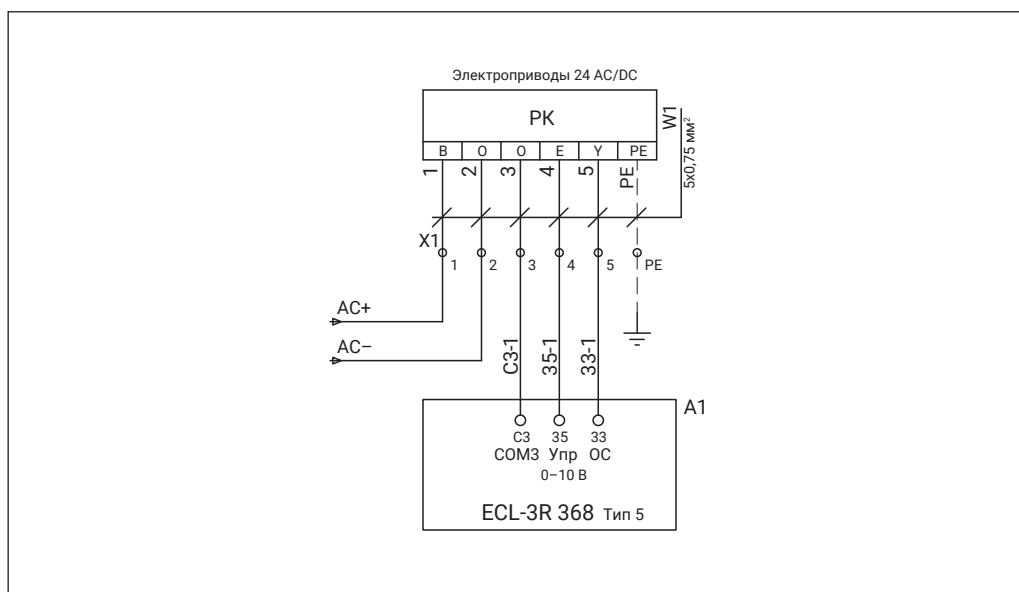 Электроприводы 24 AC/DC
РК
W1
5x0,75 мм²
B O O E Y PE
1 2 3 4 5 PE
X1
1 2 3 4 5 PE
AC+
AC–
C3-1 35-1 33-1
A1
C3 35 33
COM3 Упр ОС
0–10 В
ECL-3R 368 Тип 5